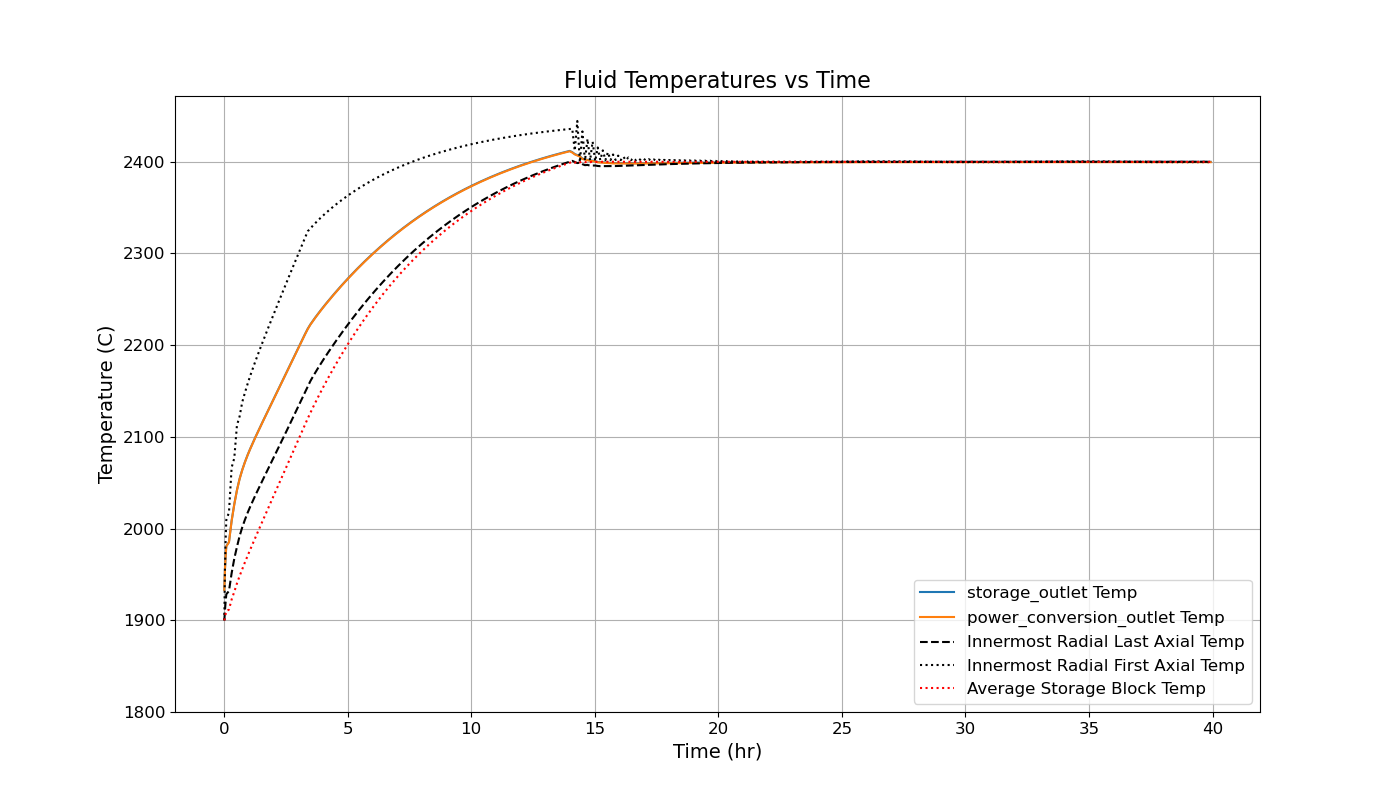 Fluid Temperatures vs Time
Temperature (C)
2400
2300
2200
2100
2000
1900
1800
0 5 10 15 20 25 30 35 40
Time (hr)
storage_outlet Temp
power_conversion_outlet Temp
Innermost Radial Last Axial Temp
Innermost Radial First Axial Temp
Average Storage Block Temp